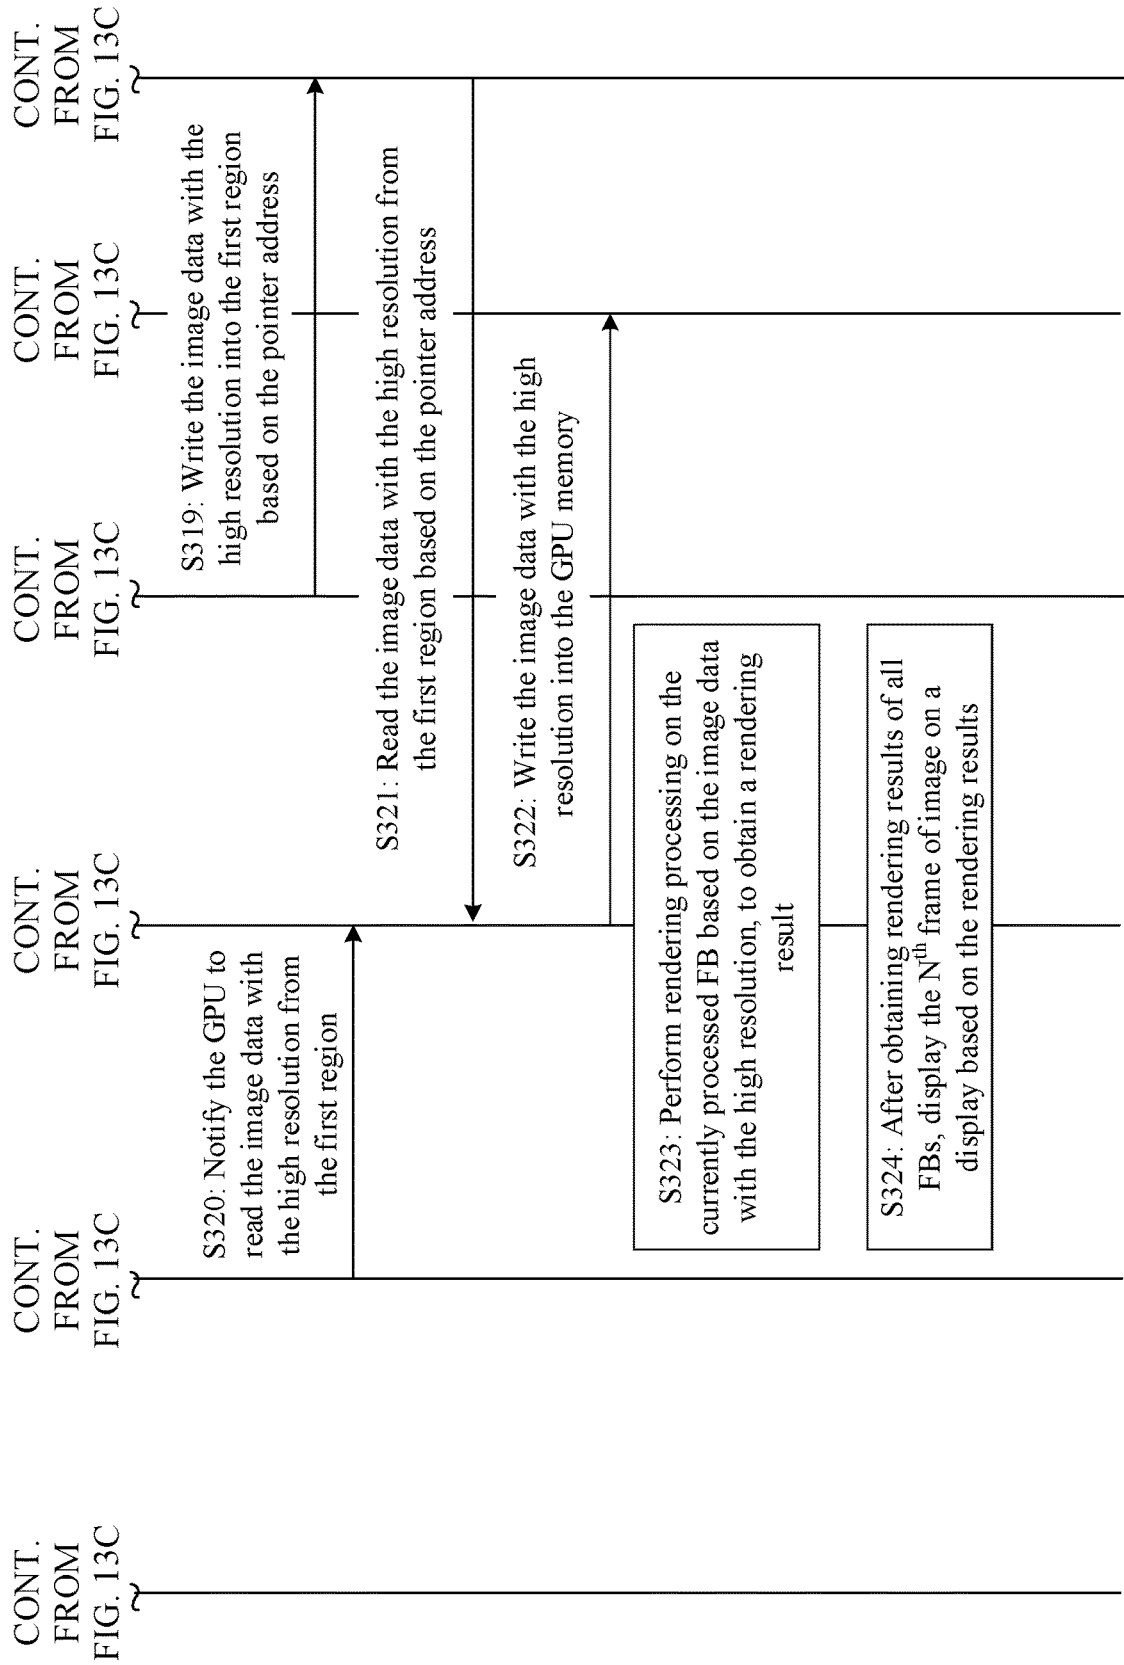 CONT.
FROM
FIG. 13C
CONT.
FROM
FIG. 13C
CONT.
FROM
FIG. 13C
CONT.
FROM
FIG. 13C
CONT.
FROM
FIG. 13C
CONT.
FROM
FIG. 13C
S319: Write the image data with the
high resolution into the first region
based on the pointer address
S320: Notify the GPU to
read the image data with
the high resolution from
the first region
S321: Read the image data with the high resolution from
the first region based on the pointer address
S322: Write the image data with the high
resolution into the GPU memory
S323: Perform rendering processing on the
currently processed FB based on the image data
with the high resolution, to obtain a rendering
result
S324: After obtaining rendering results of all
FBs, display the Nth frame of image on a
display based on the rendering results